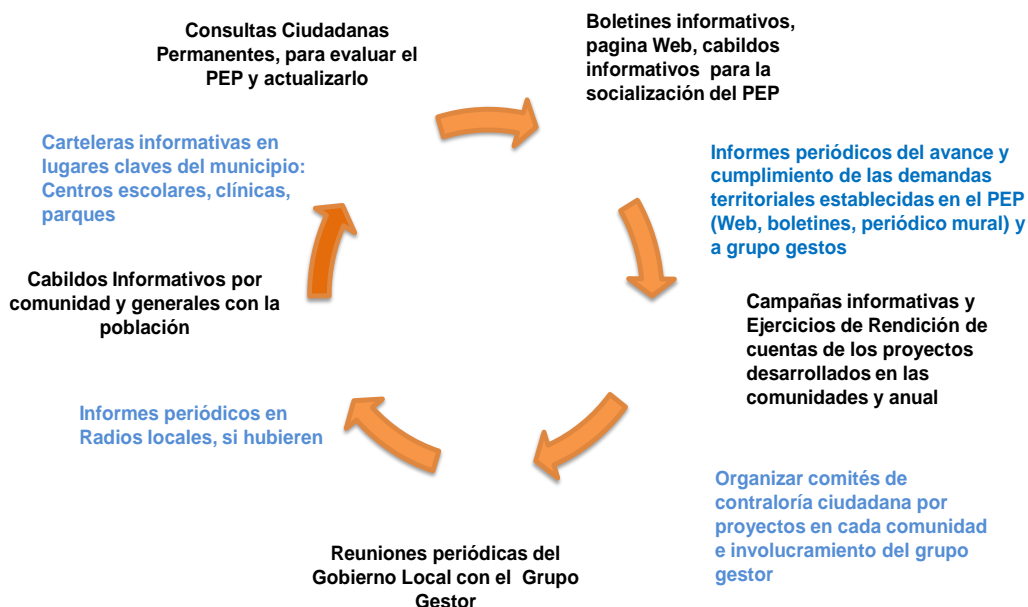 Consultas Ciudadanas
Permanentes, para evaluar el
PEP y actualizarlo
Boletines informativos,
pagina Web, cabildos
informativos para la
socialización del PEP
Carteleras informativas en
lugares claves del municipio:
Centros escolares, clínicas,
parques
Informes periódicos del avance y
cumplimiento de las demandas
territoriales establecidas en el PEP
(Web, boletines, periódico mural) y
a grupo gestos
Cabildos Informativos por
comunidad y generales con la
población
Campañas informativas y
Ejercicios de Rendición de
cuentas de los proyectos
desarrollados en las
comunidades y anual
Informes periódicos en
Radios locales, si hubieren
Organizar comités de
contraloría ciudadana por
proyectos en cada comunidad
e involucramiento del grupo
gestor
Reuniones periódicas del
Gobierno Local con el Grupo
Gestor